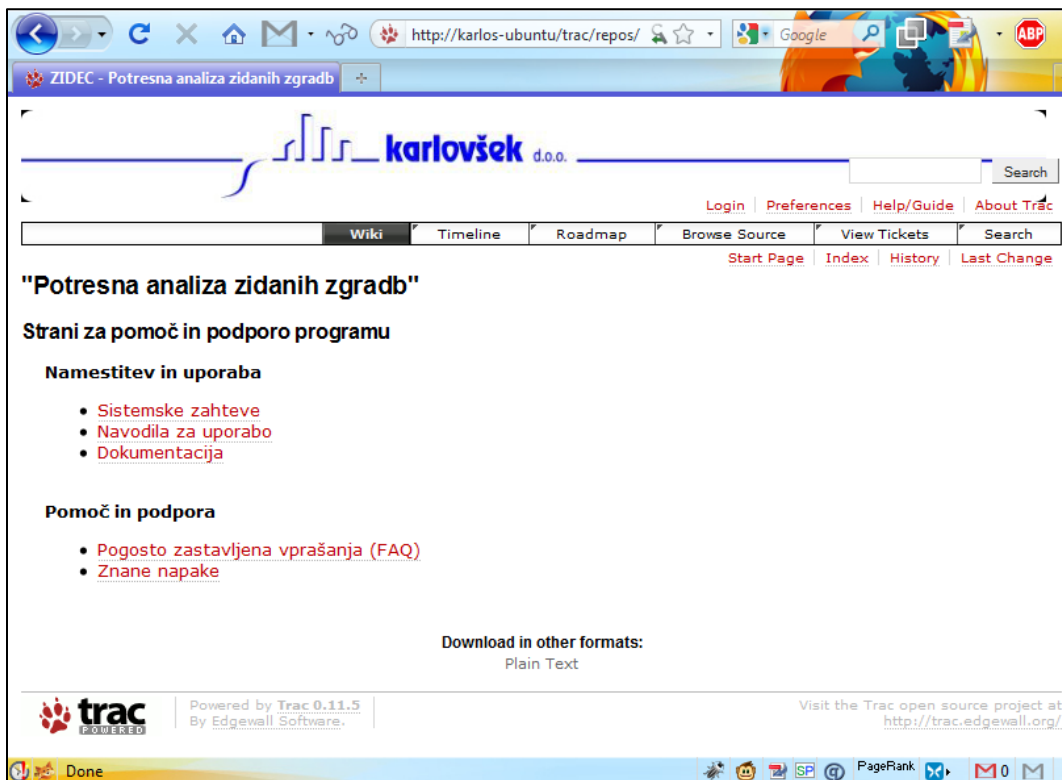 http://karlos-ubuntu/trac/repos/
Google
ABP
ZIDEC - Potresna analiza zidanih zgradb
karlovšek d.o.o.
Search
Login Preferences Help/Guide About Trac
Wiki Timeline Roadmap Browse Source View Tickets Search
Start Page Index History Last Change
"Potresna analiza zidanih zgradb"
Strani za pomoč in podporo programu
Namestitev in uporaba
Sistemske zahteve
Navodila za uporabo
Dokumentacija
Pomoč in podpora
Pogosto zastavljena vprašanja (FAQ)
Znane napake
Download in other formats:
Plain Text
trac
POWERED
Powered by Trac 0.11.5
By Edgewall Software.
Visit the Trac open source project at
http://trac.edgewall.org/
Done
SP @ PageRank 0